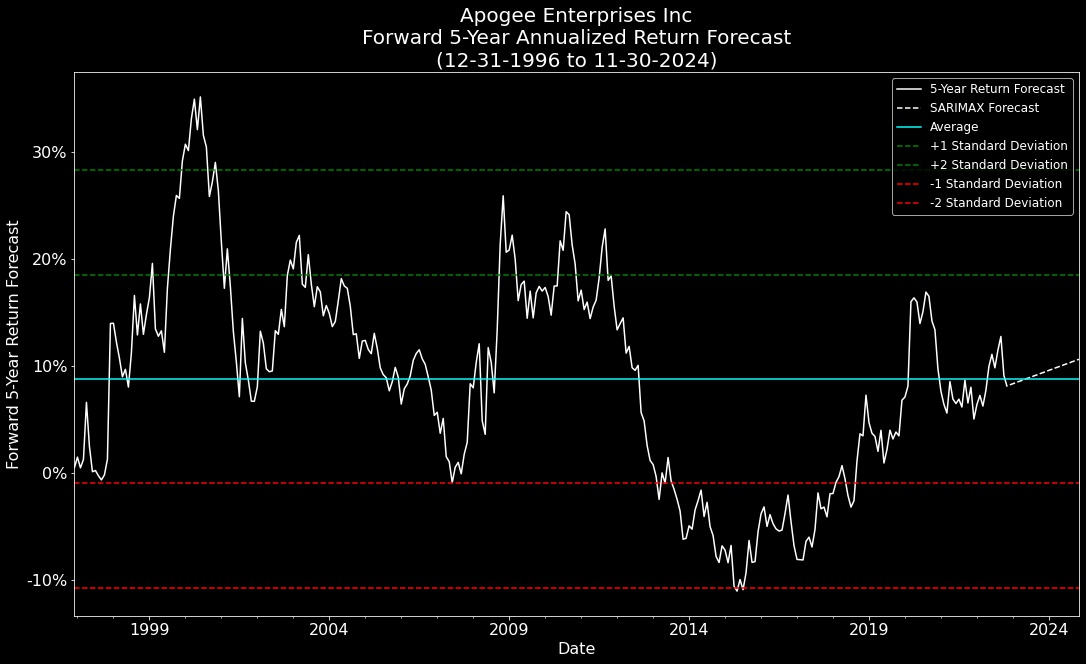 Apogee Enterprises Inc
Forward 5-Year Annualized Return Forecast
(12-31-1996 to 11-30-2024)
5-Year Return Forecast
SARIMAX Forecast
Average
+1 Standard Deviation
+2 Standard Deviation
-1 Standard Deviation
-2 Standard Deviation
Forward 5-Year Return Forecast
30%
20%
10%
0%
-10%
1999 2004 2009 2014 2019 2024
Date